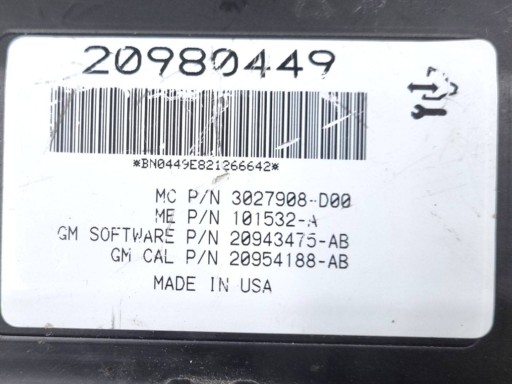 20980449
*BN0449E821266642*
MC P/N 3027908-D00
ME P/N 101532-A
GM SOFTWARE P/N 20943475-AB
GM CAL P/N 20954188-AB
MADE IN USA